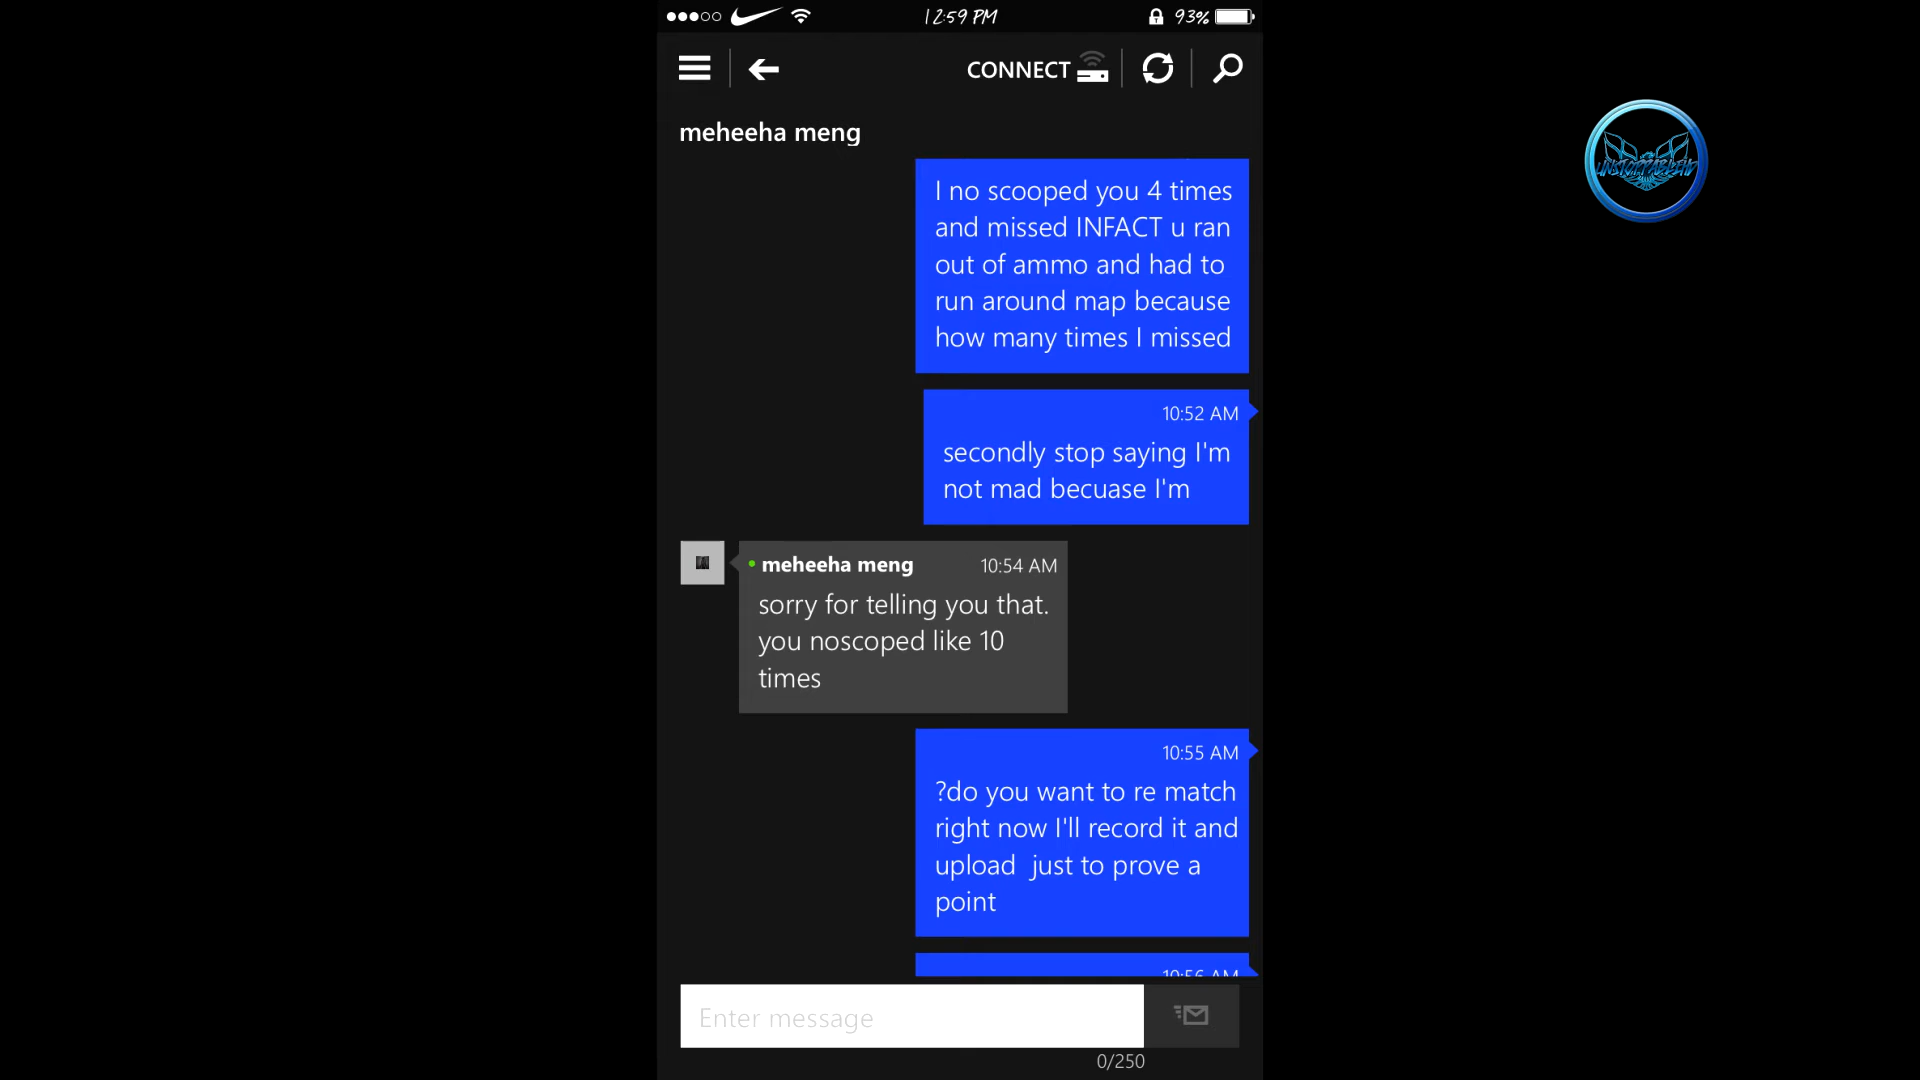 12:59 PM
93%
CONNECT
meheeha meng
I no scooped you 4 times
and missed INFACT u ran
out of ammo and had to
run around map because
how many times I missed
10:52 AM
secondly stop saying I'm
not mad becuase I'm
meheeha meng 10:54 AM
sorry for telling you that.
you noscoped like 10
times
10:55 AM
?do you want to re match
right now I'll record it and
upload  just to prove a
point
10:56 AM
Enter message
0/250
UNSTOPPABLEHD